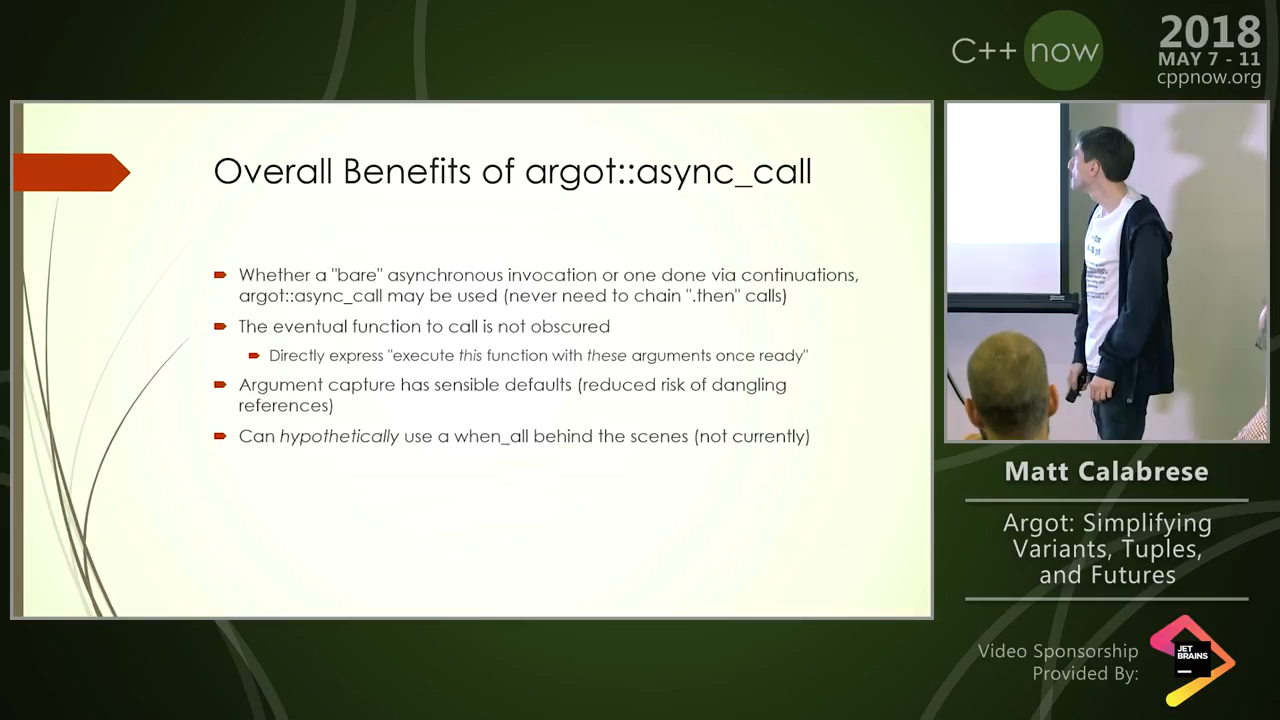 C++ now
2018
MAY 7 - 11
cppnow.org
Overall Benefits of argot::async_call
Whether a "bare" asynchronous invocation or one done via continuations,
argot::async_call may be used (never need to chain ".then" calls)
The eventual function to call is not obscured
Directly express "execute this function with these arguments once ready"
Argument capture has sensible defaults (reduced risk of dangling
references)
Can hypothetically use a when_all behind the scenes (not currently)
Matt Calabrese
Argot: Simplifying
Variants, Tuples,
and Futures
Video Sponsorship
Provided By:
JET
BRAINS